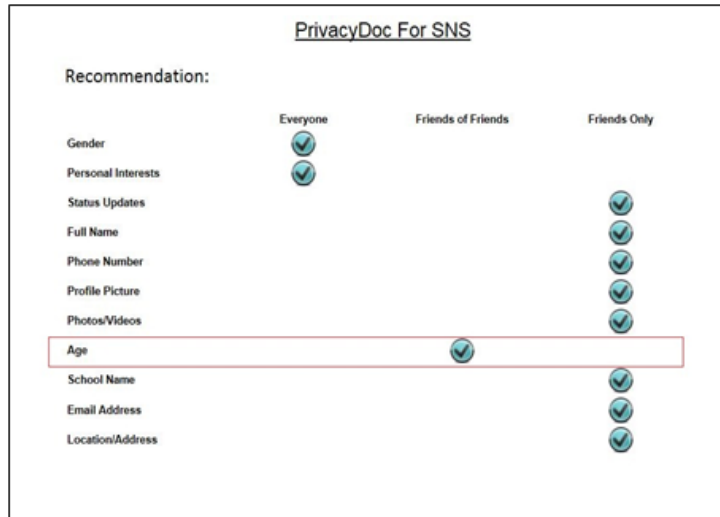 PrivacyDoc For SNS
Recommendation:
Everyone Friends of Friends Friends Only
Gender
Personal Interests
Status Updates
Full Name
Phone Number
Profile Picture
Photos/Videos
Age
School Name
Email Address
Location/Address